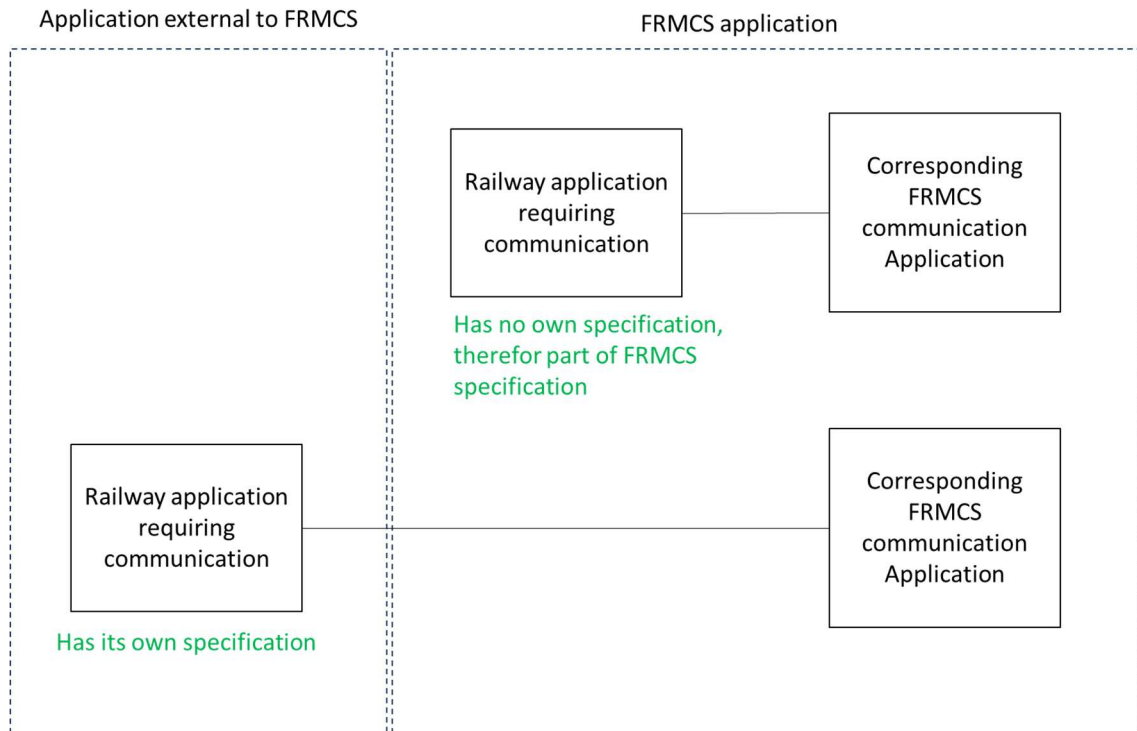 Application external to FRMCS
FRMCS application
Railway application
requiring
communication
Corresponding
FRMCS
communication
Application
Has no own specification,
therefor part of FRMCS
specification
Railway application
requiring
communication
Corresponding
FRMCS
communication
Application
Has its own specification